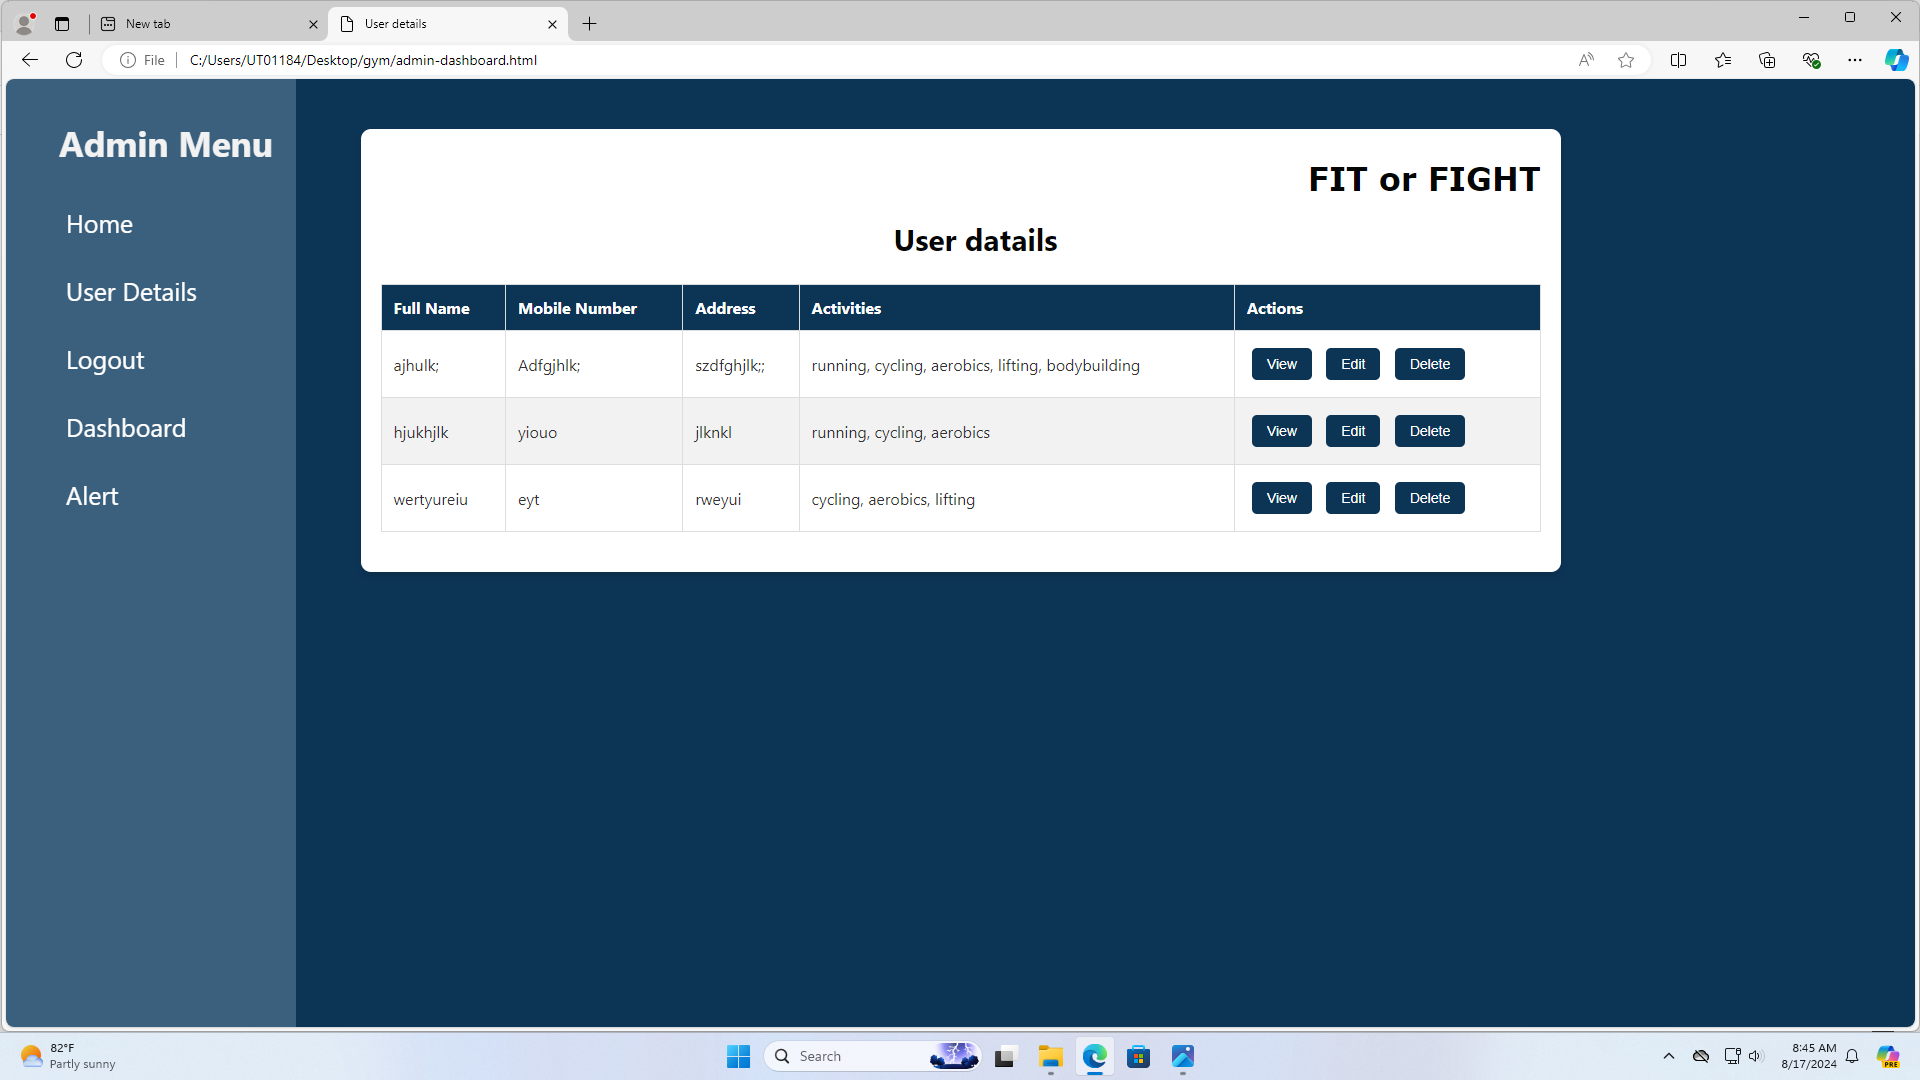 New tab
User details
File
C:/Users/UT01184/Desktop/gym/admin-dashboard.html
Admin Menu
Home
User Details
Logout
Dashboard
Alert
FIT or FIGHT
User datails
Full Name Mobile Number Address Activities Actions
ajhulk; Adfgjhlk; szdfghjlk;; running, cycling, aerobics, lifting, bodybuilding View Edit Delete
hjukhjlk yiouo jlknkl running, cycling, aerobics View Edit Delete
wertyureiu eyt rweyui cycling, aerobics, lifting View Edit Delete
82°F
Partly sunny
Search
8:45 AM
8/17/2024
PRE